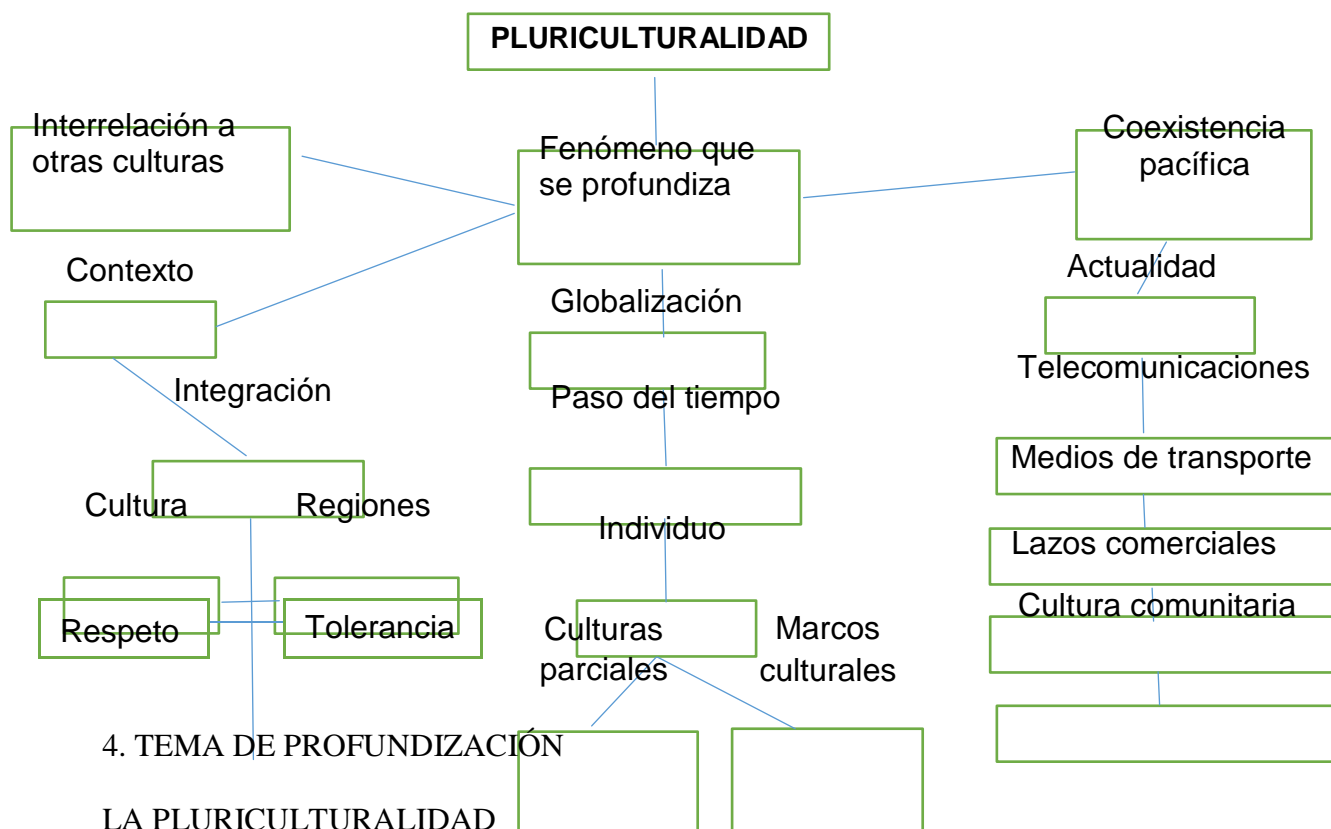 PLURICULTURALIDAD
Interrelación a
otras culturas
Fenómeno que
se profundiza
Coexistencia
pacífica
Contexto
Globalización
Actualidad
Integración
Paso del tiempo
Telecomunicaciones
Cultura Regiones
Individuo
Medios de transporte
Lazos comerciales
Respeto Tolerancia
Culturas
parciales
Marcos
culturales
Cultura comunitaria
4. TEMA DE PROFUNDIZACIÓN
LA PLURICULTURALIDAD